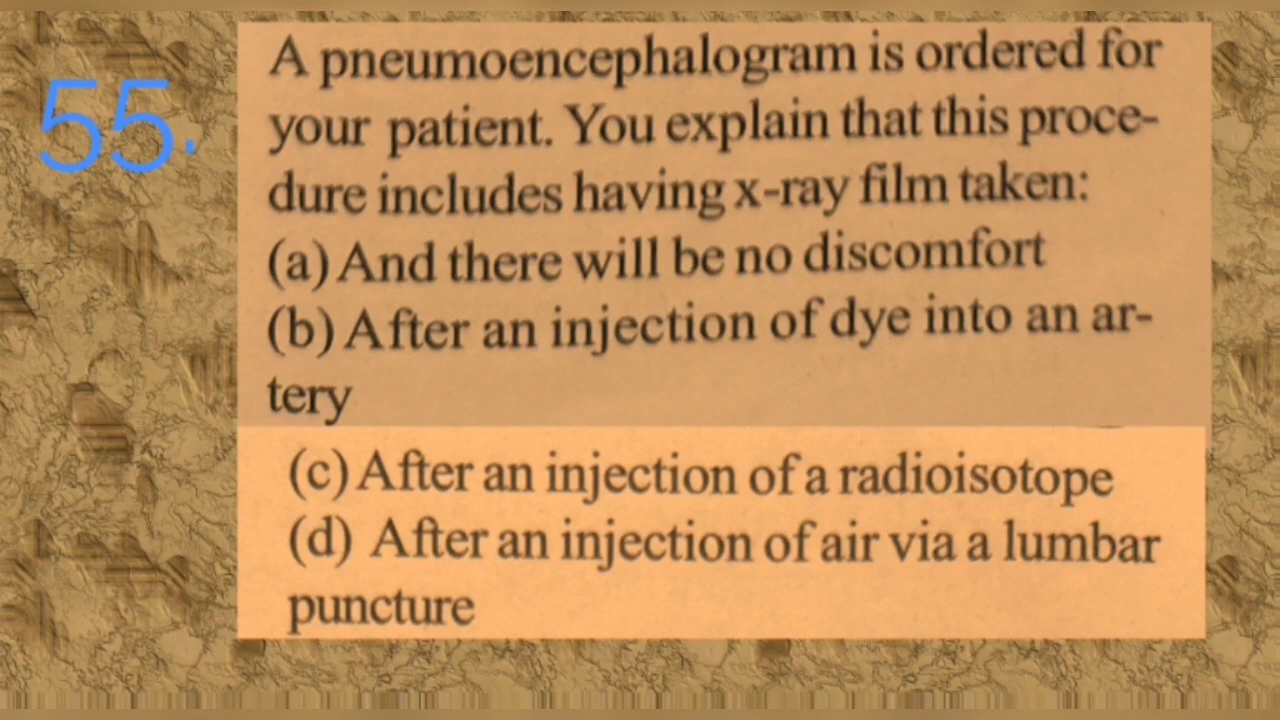 55.
A pneumoencephalogram is ordered for
your patient. You explain that this proce-
dure includes having x-ray film taken:
(a) And there will be no discomfort
(b) After an injection of dye into an ar-
tery
(c) After an injection of a radioisotope
(d) After an injection of air via a lumbar
puncture